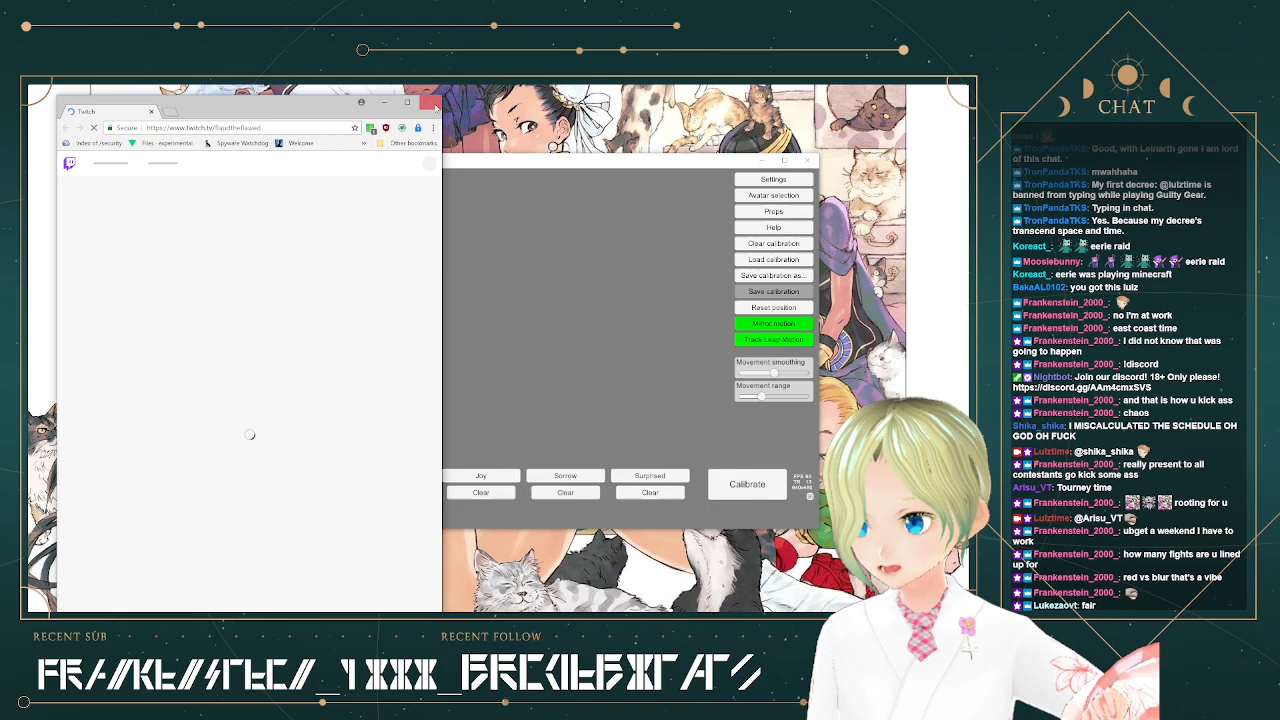 Twitch
Secure https://www.twitch.tv/flaudtheflawed
Index of /security
Files - experimental
Spyware Watchdog
Welcome
»
Other bookmarks
Settings
Avatar selection
Props
Help
Clear calibration
Load calibration
Save calibration as...
Save calibration
Reset position
Mirror motion
Track Leap Motion
Movement smoothing
Movement range
Joy
Sorrow
Surprised
Clear
Clear
Clear
Calibrate
CHAT
TronPandaTKS: Good, with Leinarth gone I am lord
of this chat.
TronPandaTKS: mwahhaha
TronPandaTKS: My first decree: @lulztime is
banned from typing while playing Guilty Gear.
TronPandaTKS: Typing in chat.
TronPandaTKS: Yes. Because my decree's
transcend space and time.
Koreact_: eerie raid
Moosiebunny: eerie raid
Koreact_: eerie was playing minecraft
BakaAL0102: you got this lulz
Frankenstein_2000_:
Frankenstein_2000_: no I'm at work
Frankenstein_2000_: east coast time
Frankenstein_2000_: I did not know that was
going to happen
Frankenstein_2000_: !discord
Nightbot: Join our discord! 18+ Only please!
https://discord.gg/AAm4cmxSVS
Frankenstein_2000_: and that is how u kick ass
Frankenstein_2000_: chaos
Shika_shika: I MISCALCULATED THE SCHEDULE OH
GOD OH FUCK
Lulztime: @shika_shika
Frankenstein_2000_: really present to all
contestants go kick some ass
Arisu_VT: Tourney time
Frankenstein_2000_: rooting for u
Lulztime: @Arisu_VT
Frankenstein_2000_: ubget a weekend I have to
work
Frankenstein_2000_: how many fights are u lined
up for
Frankenstein_2000_: red vs blur that's a vibe
Frankenstein_2000_:
Lukezaovt: fair
RECENT SUB
RECENT FOLLOW